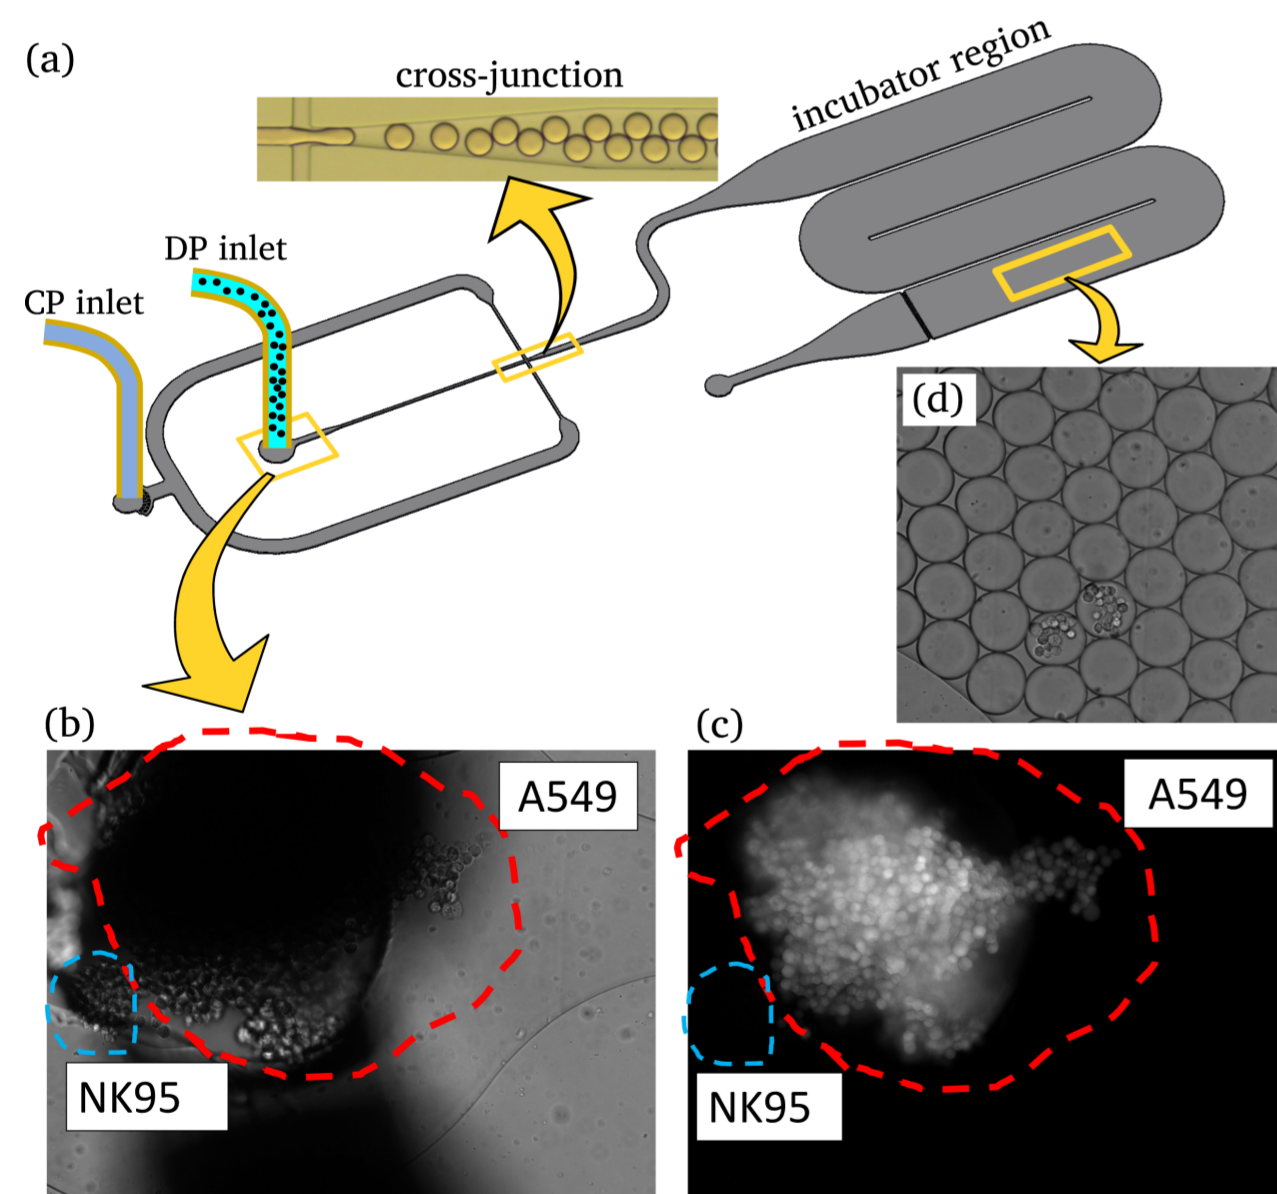 (a)
cross-junction
incubator region
DP inlet
CP inlet
(d)
(b)
(c)
A549
A549
NK95
NK95